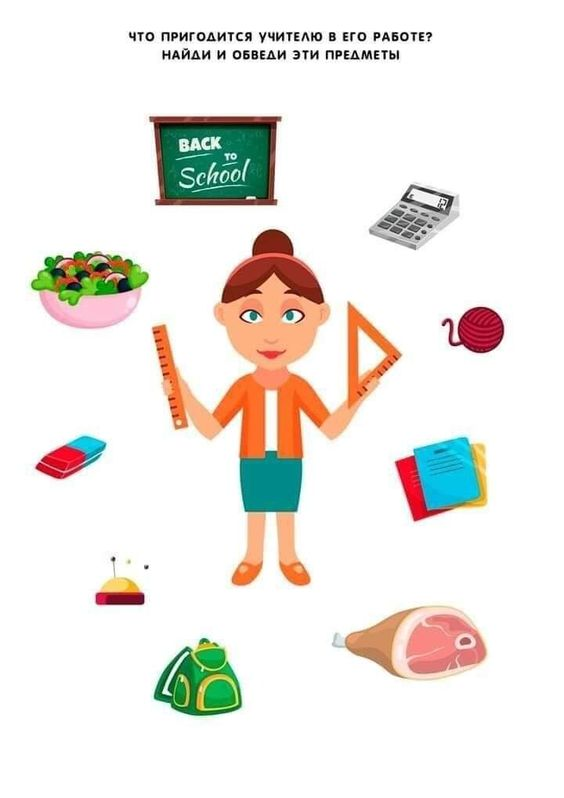 ЧТО ПРИГОДИТСЯ УЧИТЕЛЮ В ЕГО РАБОТЕ?
НАЙДИ И ОБВЕДИ ЭТИ ПРЕДМЕТЫ
BACK
TO
School